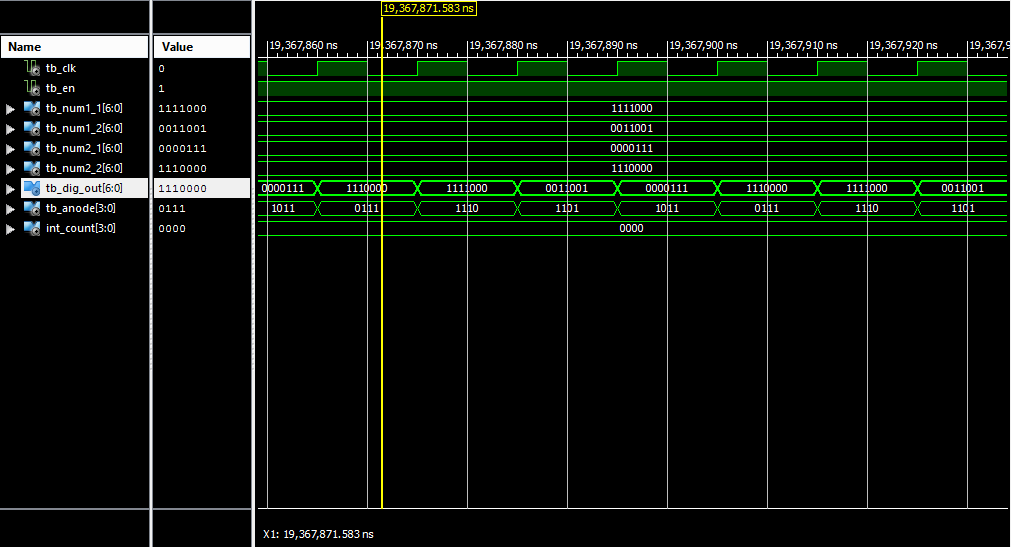 19,367,871.583 ns
Name Value 19,367,860 ns 19,367,870 ns 19,367,880 ns 19,367,890 ns 19,367,900 ns 19,367,910 ns 19,367,920 ns 19,367,9
tb_clk 0
tb_en 1
tb_num1_1[6:0] 1111000 1111000
tb_num1_2[6:0] 0011001 0011001
tb_num2_1[6:0] 0000111 0000111
tb_num2_2[6:0] 1110000 1110000
tb_dig_out[6:0] 1110000 0000111 1110000 1111000 0011001 0000111 1110000 1111000 0011001
tb_anode[3:0] 0111 1011 0111 1110 1101 1011 0111 1110 1101
int_count[3:0] 0000 0000
X1: 19,367,871.583 ns